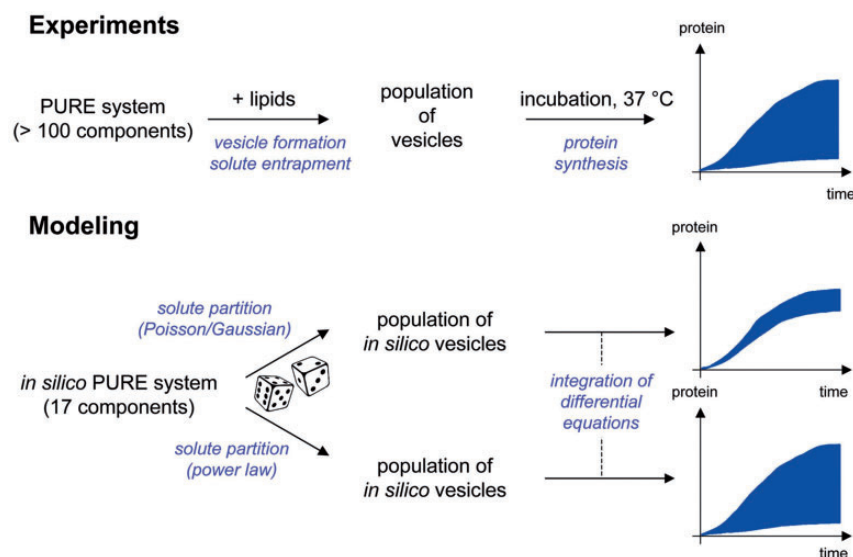 Experiments
PURE system
(> 100 components)
+ lipids
vesicle formation
solute entrapment
population
of
vesicles
incubation, 37 °C
protein
synthesis
protein
time
Modeling
in silico PURE system
(17 components)
solute partition
(Poisson/Gaussian)
solute partition
(power law)
population of
in silico vesicles
population of
in silico vesicles
integration of
differential
equations
protein
time
protein
time